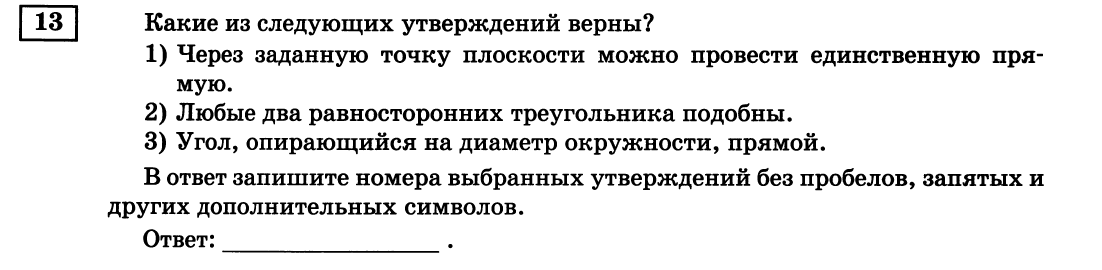 13 Какие из следующих утверждений верны?
1) Через заданную точку плоскости можно провести единственную пря-
мую.
2) Любые два равносторонних треугольника подобны.
3) Угол, опирающийся на диаметр окружности, прямой.
В ответ запишите номера выбранных утверждений без пробелов, запятых и
других дополнительных символов.
Ответ: ___________________ .